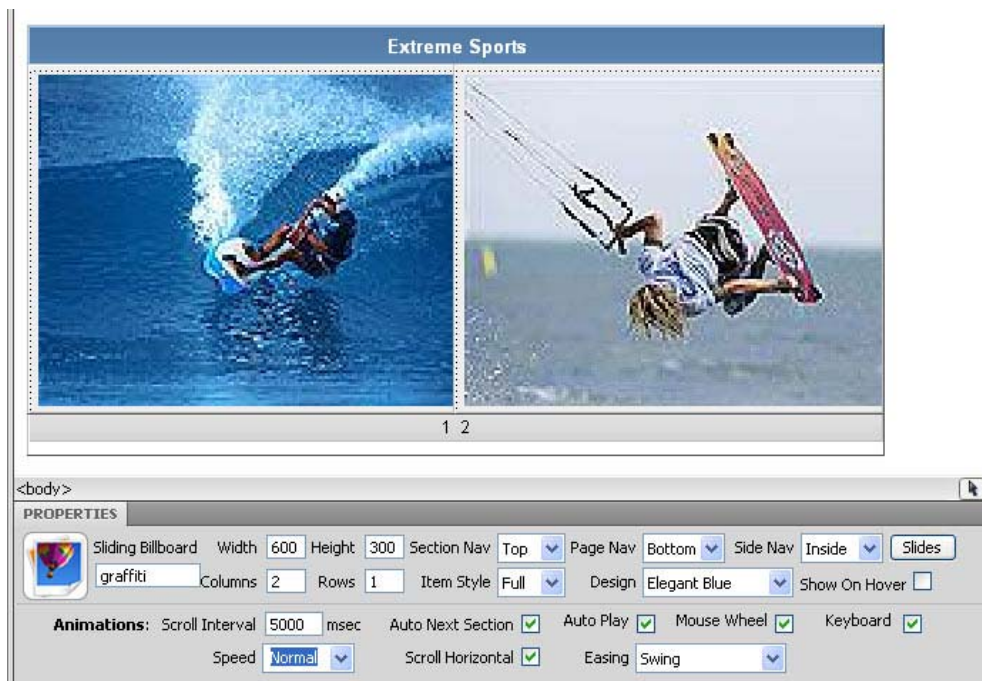 Extreme Sports
1 2
<body>
PROPERTIES
Sliding Billboard Width 600 Height 300 Section Nav Top Page Nav Bottom Side Nav Inside Slides
graffiti Columns 2 Rows 1 Item Style Full Design Elegant Blue Show On Hover
Animations: Scroll Interval 5000 msec Auto Next Section Auto Play Mouse Wheel Keyboard
Speed Normal Scroll Horizontal Easing Swing